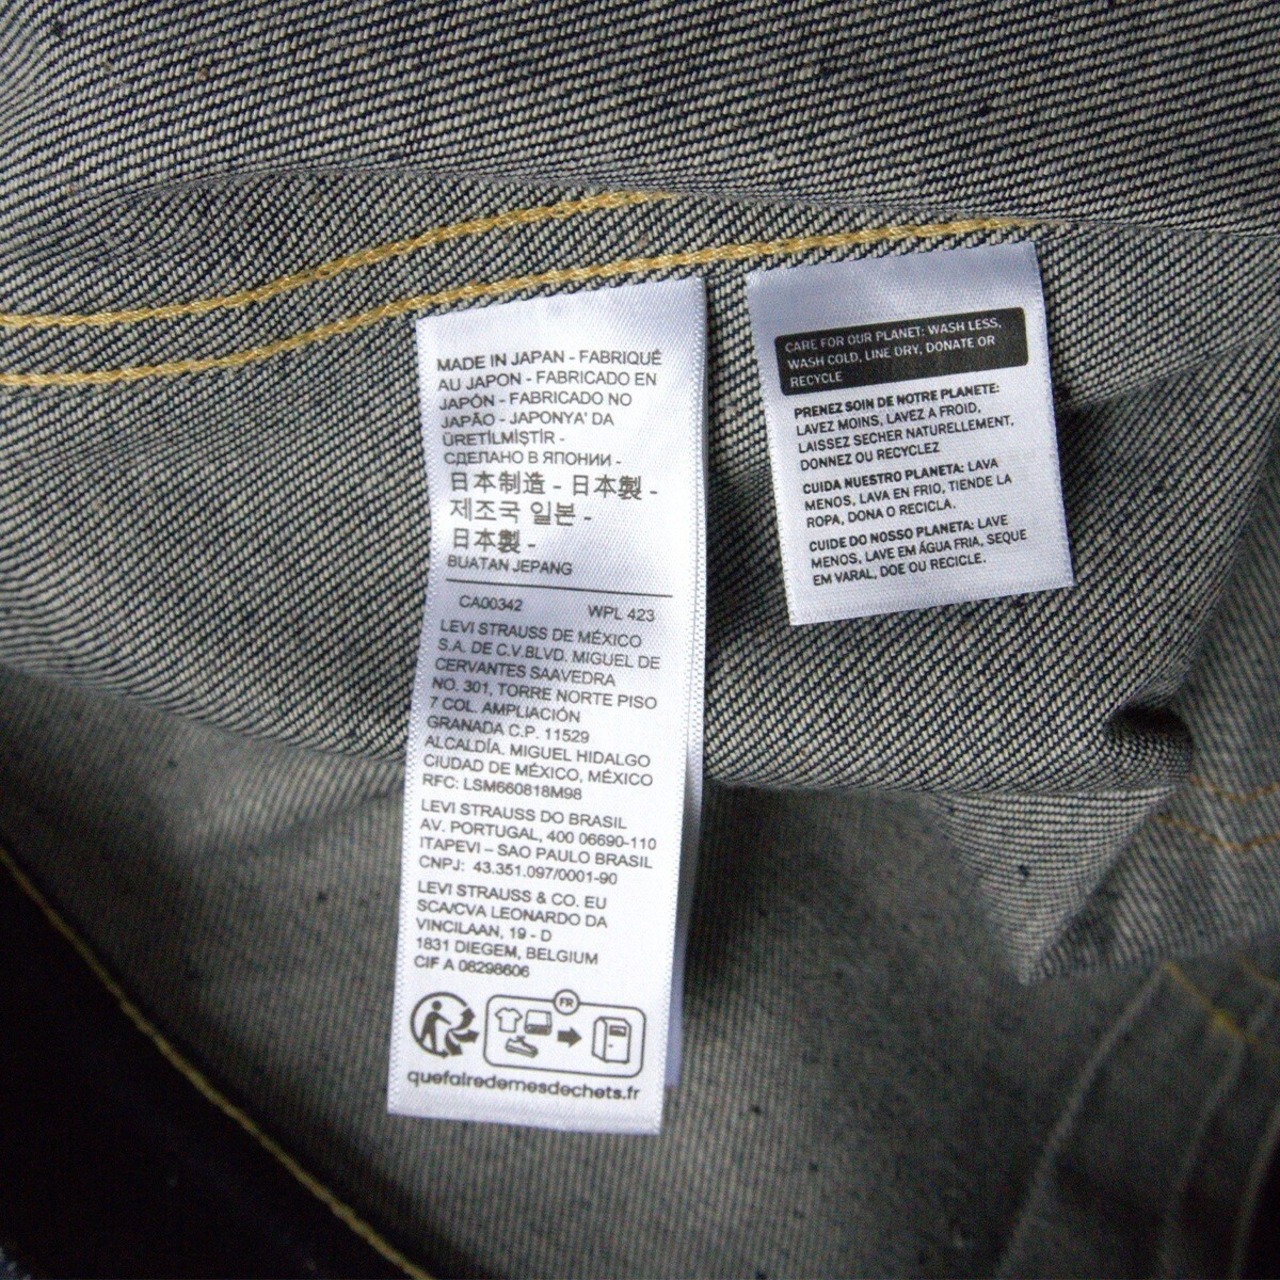 MADE IN JAPAN - FABRIQUÉ
AU JAPON - FABRICADO EN
JAPÓN - FABRICADO NO
JAPÃO - JAPONYA' DA
ÜRETİLMİŞTİR -
СДЕЛАНО В ЯПОНИИ -
日本制造 - 日本製 -
제조국 일본 -
日本製 -
BUATAN JEPANG
CA00342 WPL 423
LEVI STRAUSS DE MÉXICO
S.A. DE C.V.BLVD. MIGUEL DE
CERVANTES SAAVEDRA
NO. 301, TORRE NORTE PISO
7 COL. AMPLIACIÓN
GRANADA C.P. 11529
ALCALDÍA. MIGUEL HIDALGO
CIUDAD DE MÉXICO, MÉXICO
RFC: LSM660818M98
LEVI STRAUSS DO BRASIL
AV. PORTUGAL, 400 06690-110
ITAPEVI – SAO PAULO BRASIL
CNPJ: 43.351.097/0001-90
LEVI STRAUSS & CO. EU
SCA/CVA LEONARDO DA
VINCILAAN, 19 - D
1831 DIEGEM, BELGIUM
CIF A 08298606
FR
quefairedemesdechets.fr
CARE FOR OUR PLANET: WASH LESS,
WASH COLD, LINE DRY, DONATE OR
RECYCLE
PRENEZ SOIN DE NOTRE PLANETE:
LAVEZ MOINS, LAVEZ A FROID,
LAISSEZ SECHER NATURELLEMENT,
DONNEZ OU RECYCLEZ
CUIDA NUESTRO PLANETA: LAVA
MENOS, LAVA EN FRIO, TIENDE LA
ROPA, DONA O RECICLA.
CUIDE DO NOSSO PLANETA: LAVE
MENOS, LAVE EM ÁGUA FRIA, SEQUE
EM VARAL, DOE OU RECICLE.